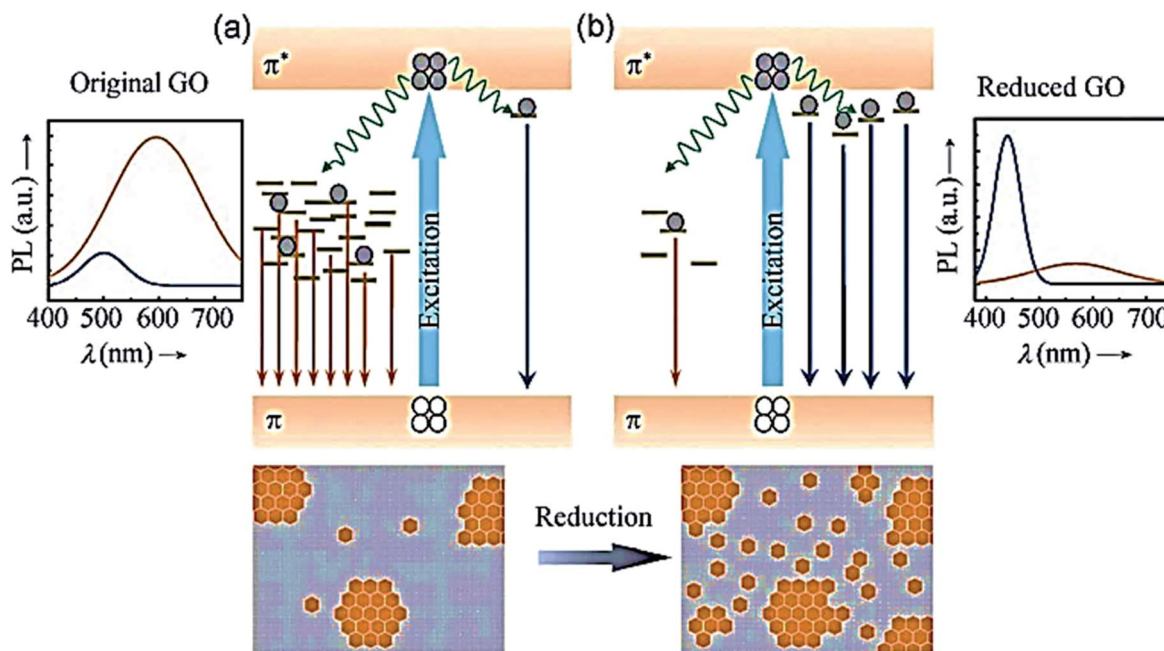 (a)
(b)
π*
π*
Original GO
Reduced GO
PL (a.u.) →
400 500 600 700
λ (nm) →
Excitation
Excitation
PL (a.u.) →
400 500 600 700
λ (nm) →
π
π
Reduction